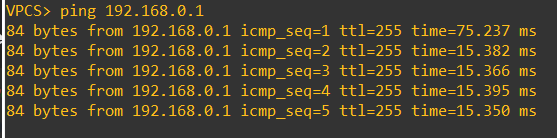 VPCS> ping 192.168.0.1
84 bytes from 192.168.0.1 icmp_seq=1 ttl=255 time=75.237 ms
84 bytes from 192.168.0.1 icmp_seq=2 ttl=255 time=15.382 ms
84 bytes from 192.168.0.1 icmp_seq=3 ttl=255 time=15.366 ms
84 bytes from 192.168.0.1 icmp_seq=4 ttl=255 time=15.395 ms
84 bytes from 192.168.0.1 icmp_seq=5 ttl=255 time=15.350 ms